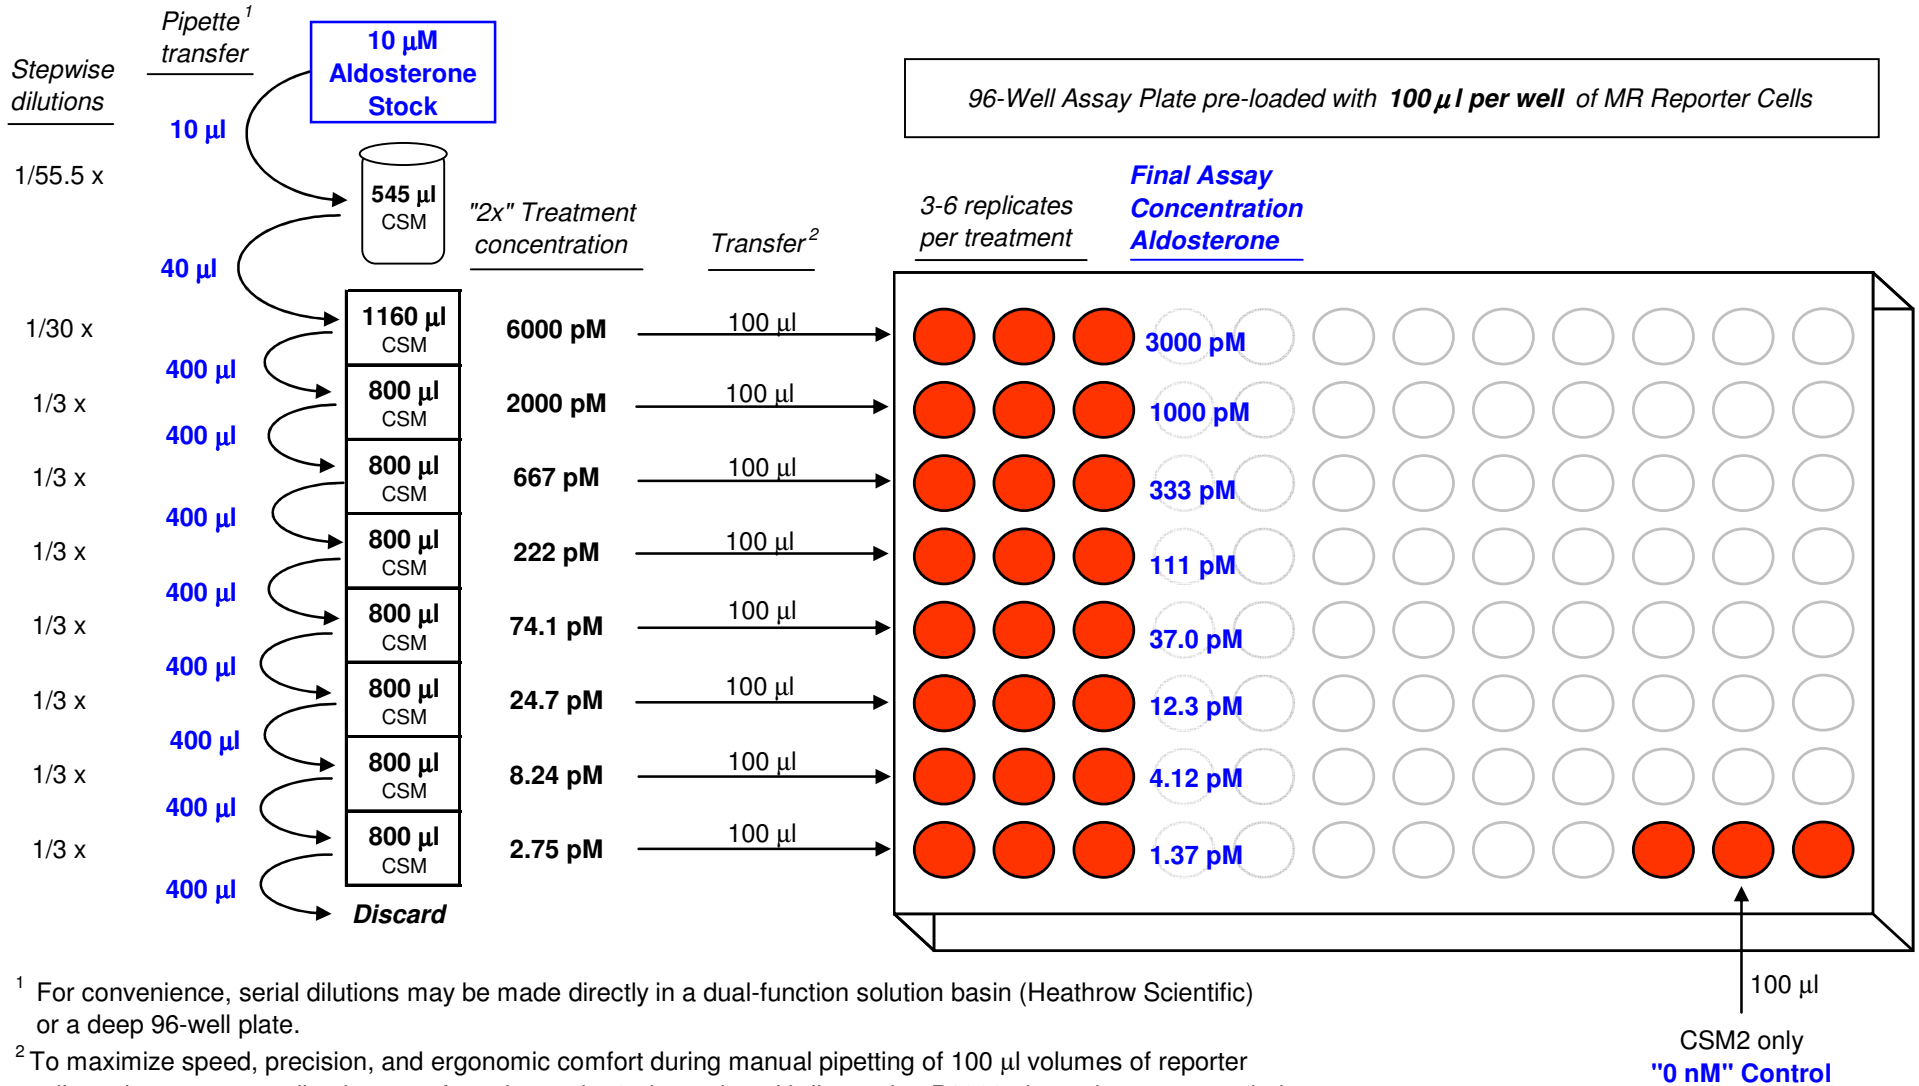 Stepwise
dilutions
Pipette 1
transfer
10 µM
Aldosterone
Stock
10 µl
1/55.5 x
545 µl
CSM
40 µl
"2x" Treatment
concentration
Transfer 2
96-Well Assay Plate pre-loaded with 100 µl per well of MR Reporter Cells
3-6 replicates
per treatment
Final Assay
Concentration
Aldosterone
1/30 x
1160 µl
CSM
6000 pM
100 µl
3000 pM
400 µl
1/3 x
800 µl
CSM
2000 pM
100 µl
1000 pM
400 µl
1/3 x
800 µl
CSM
667 pM
100 µl
333 pM
400 µl
1/3 x
800 µl
CSM
222 pM
100 µl
111 pM
400 µl
1/3 x
800 µl
CSM
74.1 pM
100 µl
37.0 pM
400 µl
1/3 x
800 µl
CSM
24.7 pM
100 µl
12.3 pM
400 µl
1/3 x
800 µl
CSM
8.24 pM
100 µl
4.12 pM
400 µl
1/3 x
800 µl
CSM
2.75 pM
100 µl
1.37 pM
400 µl
Discard
100 µl
CSM2 only
"0 nM" Control
1 For convenience, serial dilutions may be made directly in a dual-function solution basin (Heathrow Scientific)
or a deep 96-well plate.
2 To maximize speed, precision, and ergonomic comfort during manual pipetting of 100 µl volumes of reporter